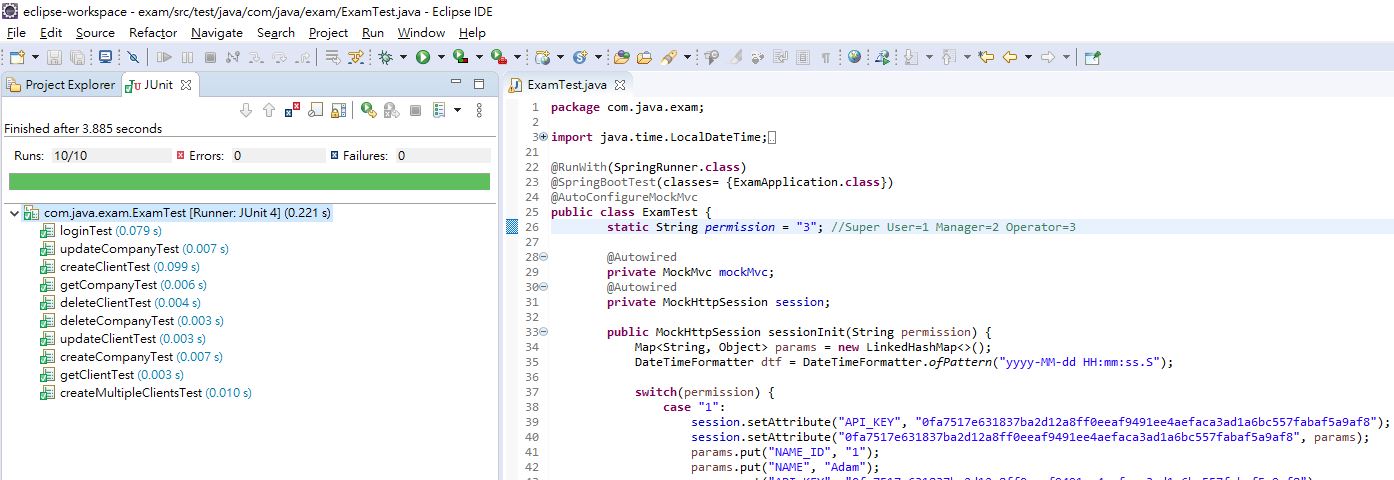 eclipse-workspace - exam/src/test/java/com/java/exam/ExamTest.java - Eclipse IDE
File Edit Source Refactor Navigate Search Project Run Window Help
Project Explorer JUnit
Finished after 3.885 seconds
Runs: 10/10 Errors: 0 Failures: 0
com.java.exam.ExamTest [Runner: JUnit 4] (0.221 s)
loginTest (0.079 s)
updateCompanyTest (0.007 s)
createClientTest (0.099 s)
getCompanyTest (0.006 s)
deleteClientTest (0.004 s)
deleteCompanyTest (0.003 s)
updateClientTest (0.003 s)
createCompanyTest (0.007 s)
getClientTest (0.003 s)
createMultipleClientsTest (0.010 s)
ExamTest.java
1 package com.java.exam;
2
3 import java.time.LocalDateTime;
21
22 @RunWith(SpringRunner.class)
23 @SpringBootTest(classes= {ExamApplication.class})
24 @AutoConfigureMockMvc
25 public class ExamTest {
26 static String permission = "3"; //Super User=1 Manager=2 Operator=3
27
28 @Autowired
29 private MockMvc mockMvc;
30 @Autowired
31 private MockHttpSession session;
32
33 public MockHttpSession sessionInit(String permission) {
34 Map<String, Object> params = new LinkedHashMap<>();
35 DateTimeFormatter dtf = DateTimeFormatter.ofPattern("yyyy-MM-dd HH:mm:ss.S");
36
37 switch(permission) {
38 case "1":
39 session.setAttribute("API_KEY", "0fa7517e631837ba2d12a8ff0eeaf9491ee4aefaca3ad1a6bc557fabaf5a9af8");
40 session.setAttribute("0fa7517e631837ba2d12a8ff0eeaf9491ee4aefaca3ad1a6bc557fabaf5a9af8", params);
41 params.put("NAME_ID", "1");
42 params.put("NAME", "Adam");